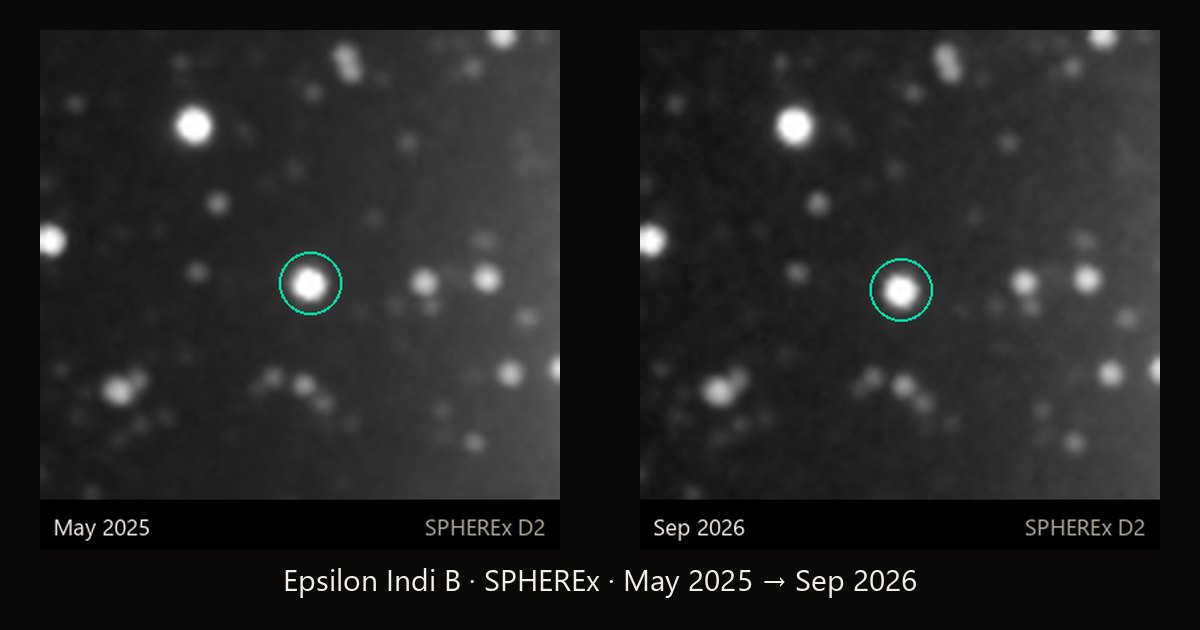 May 2025 SPHEREx D2
Sep 2026 SPHEREx D2
Epsilon Indi B · SPHEREx · May 2025 → Sep 2026